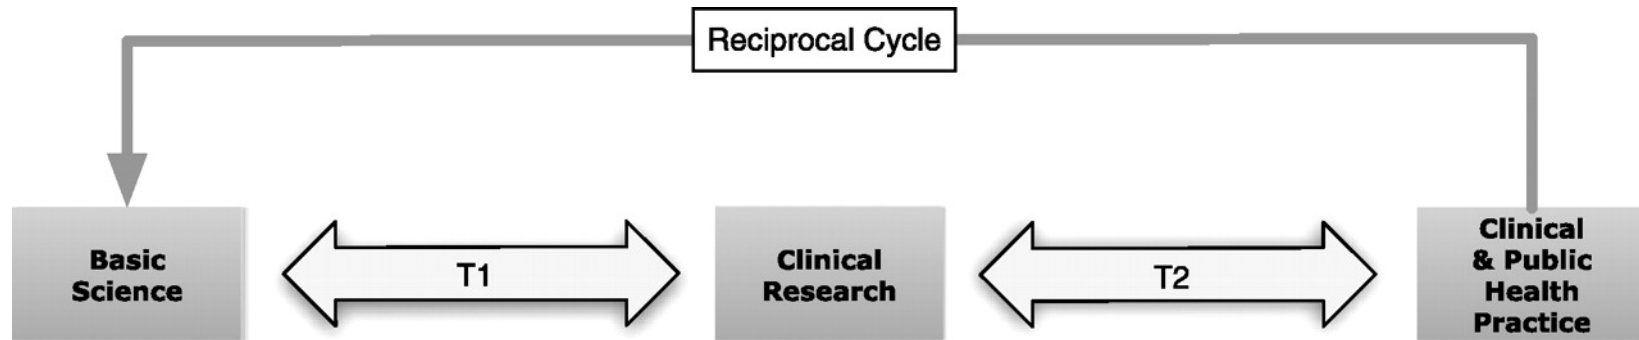 Reciprocal Cycle
Basic
Science
T1
Clinical
Research
T2
Clinical
& Public
Health
Practice